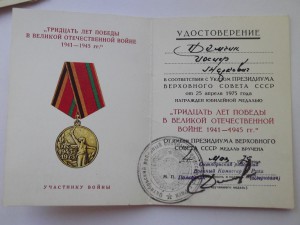 „ТРИДЦАТЬ ЛЕТ ПОБЕДЫ
В ВЕЛИКОЙ ОТЕЧЕСТВЕННОЙ ВОЙНЕ
1941—1945 гг."
УЧАСТНИКУ ВОЙНЫ
УДОСТОВЕРЕНИЕ
В СООТВЕТСТВИИ С УКАЗОМ ПРЕЗИДИУМА
ВЕРХОВНОГО СОВЕТА СССР
ОТ 25 АПРЕЛЯ 1975 ГОДА
НАГРАЖДЕН ЮБИЛЕЙНОЙ МЕДАЛЬЮ
„ТРИДЦАТЬ ЛЕТ ПОБЕДЫ
В ВЕЛИКОЙ ОТЕЧЕСТВЕННОЙ
ВОЙНЕ 1941—1945 гг."
ОТ ИМЕНИ ПРЕЗИДИУМА ВЕРХОВНОГО СОВЕТА
СССР МЕДАЛЬ ВРУЧЕНА
М. П.